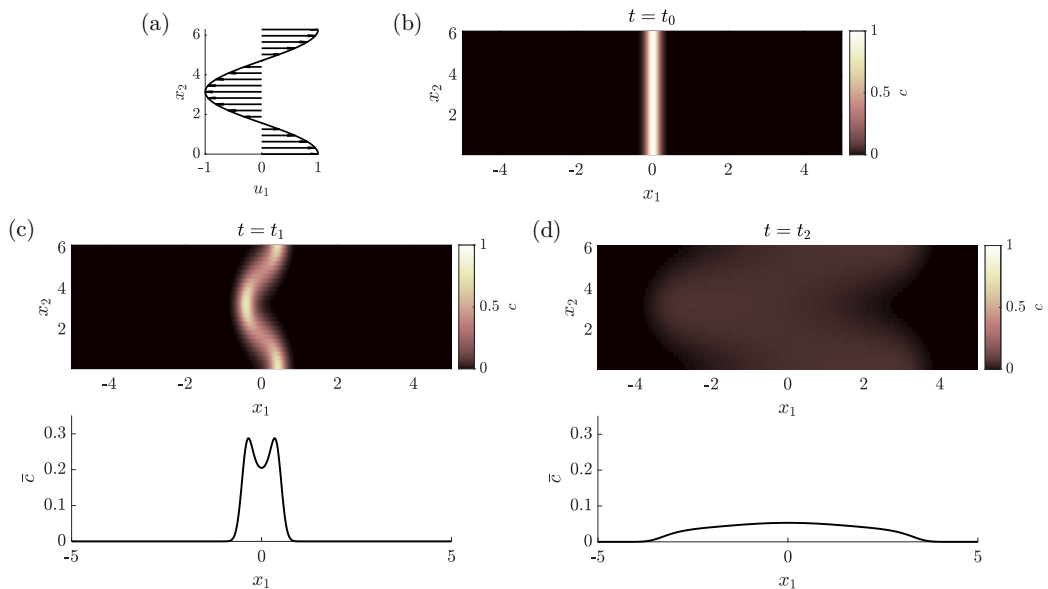 (a)
6
4
2
0
x₂
-1 0 1
u₁
(b)
t = t₀
6
4
2
x₂
-4 -2 0 2 4
x₁
1
0.5
0
c
(c)
t = t₁
6
4
2
x₂
-4 -2 0 2 4
x₁
1
0.5
0
c
(d)
t = t₂
6
4
2
x₂
-4 -2 0 2 4
x₁
1
0.5
0
c
0.3
0.2
0.1
0
c̅
-5 0 5
x₁
0.3
0.2
0.1
0
c̅
-5 0 5
x₁